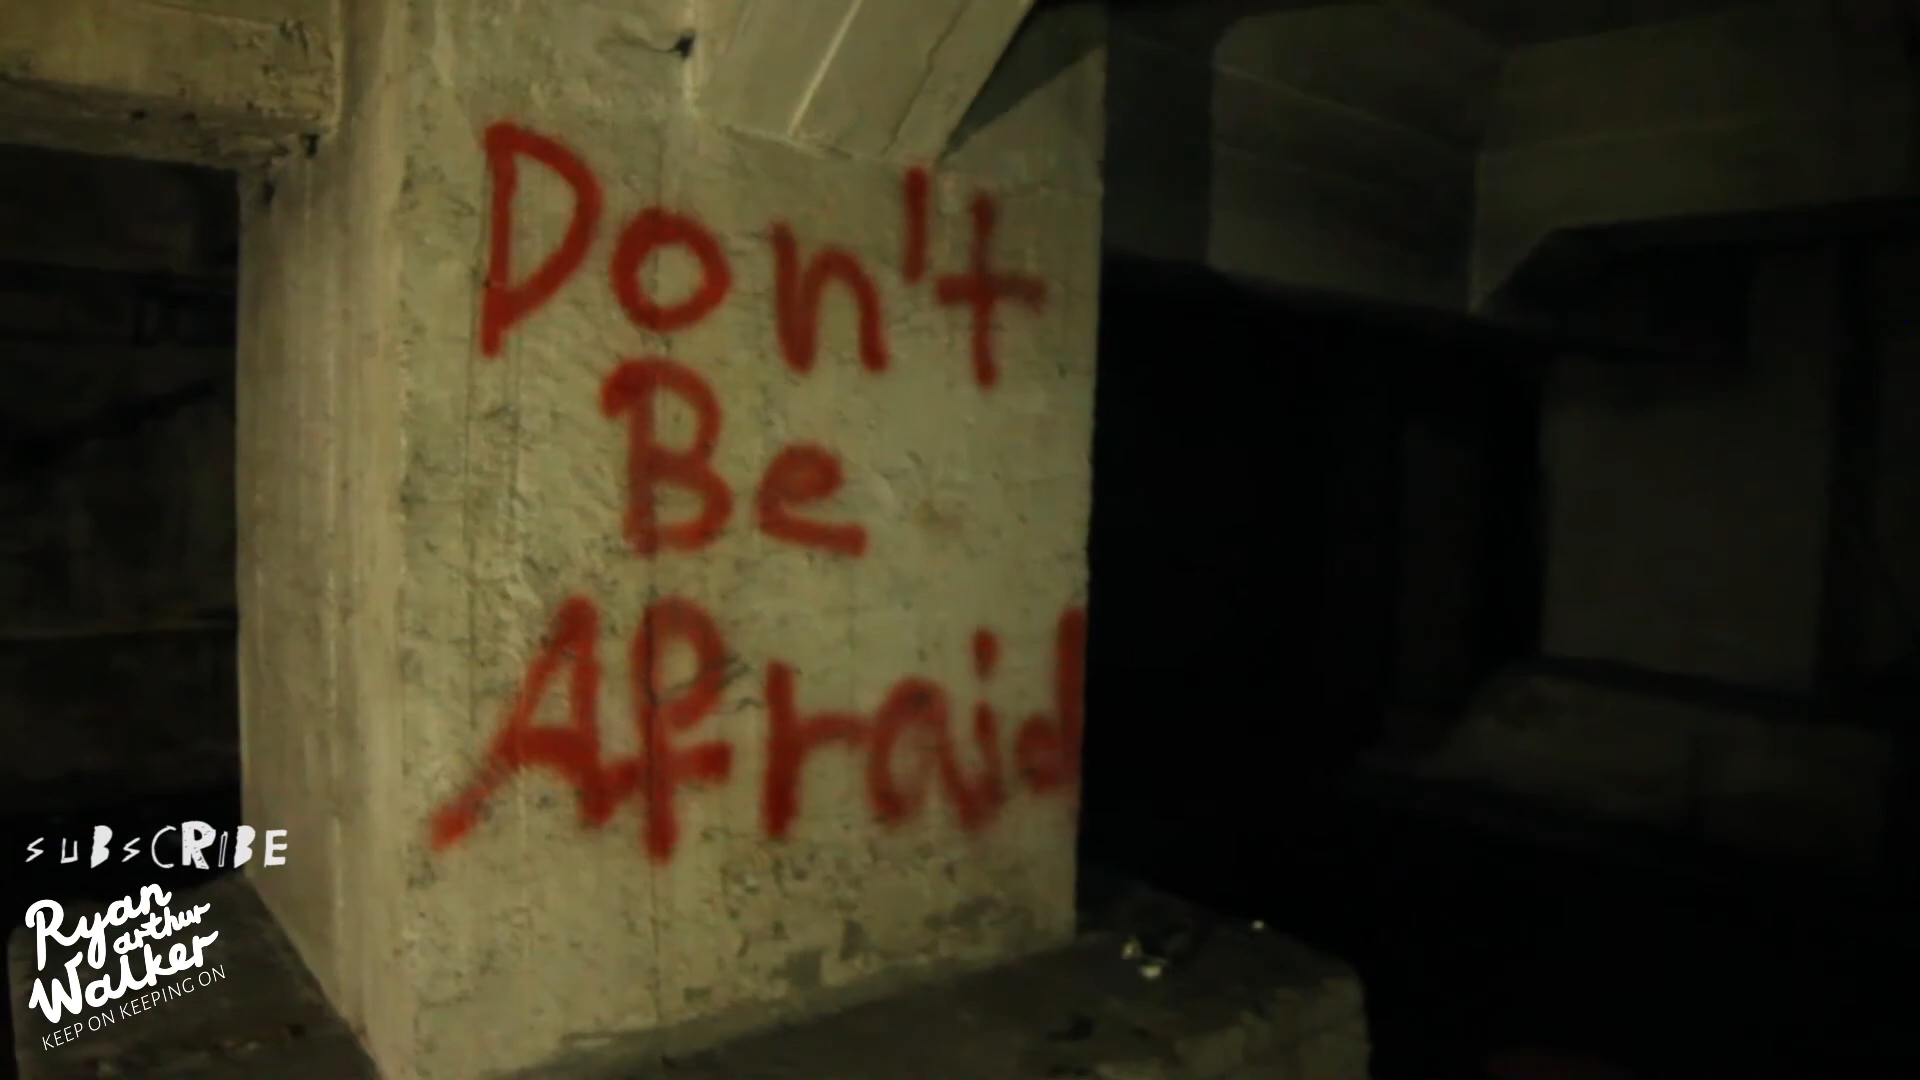 Don't
Be
Afraid
SUBSCRIBE
Ryan
arthur
Walker
KEEP ON KEEPING ON